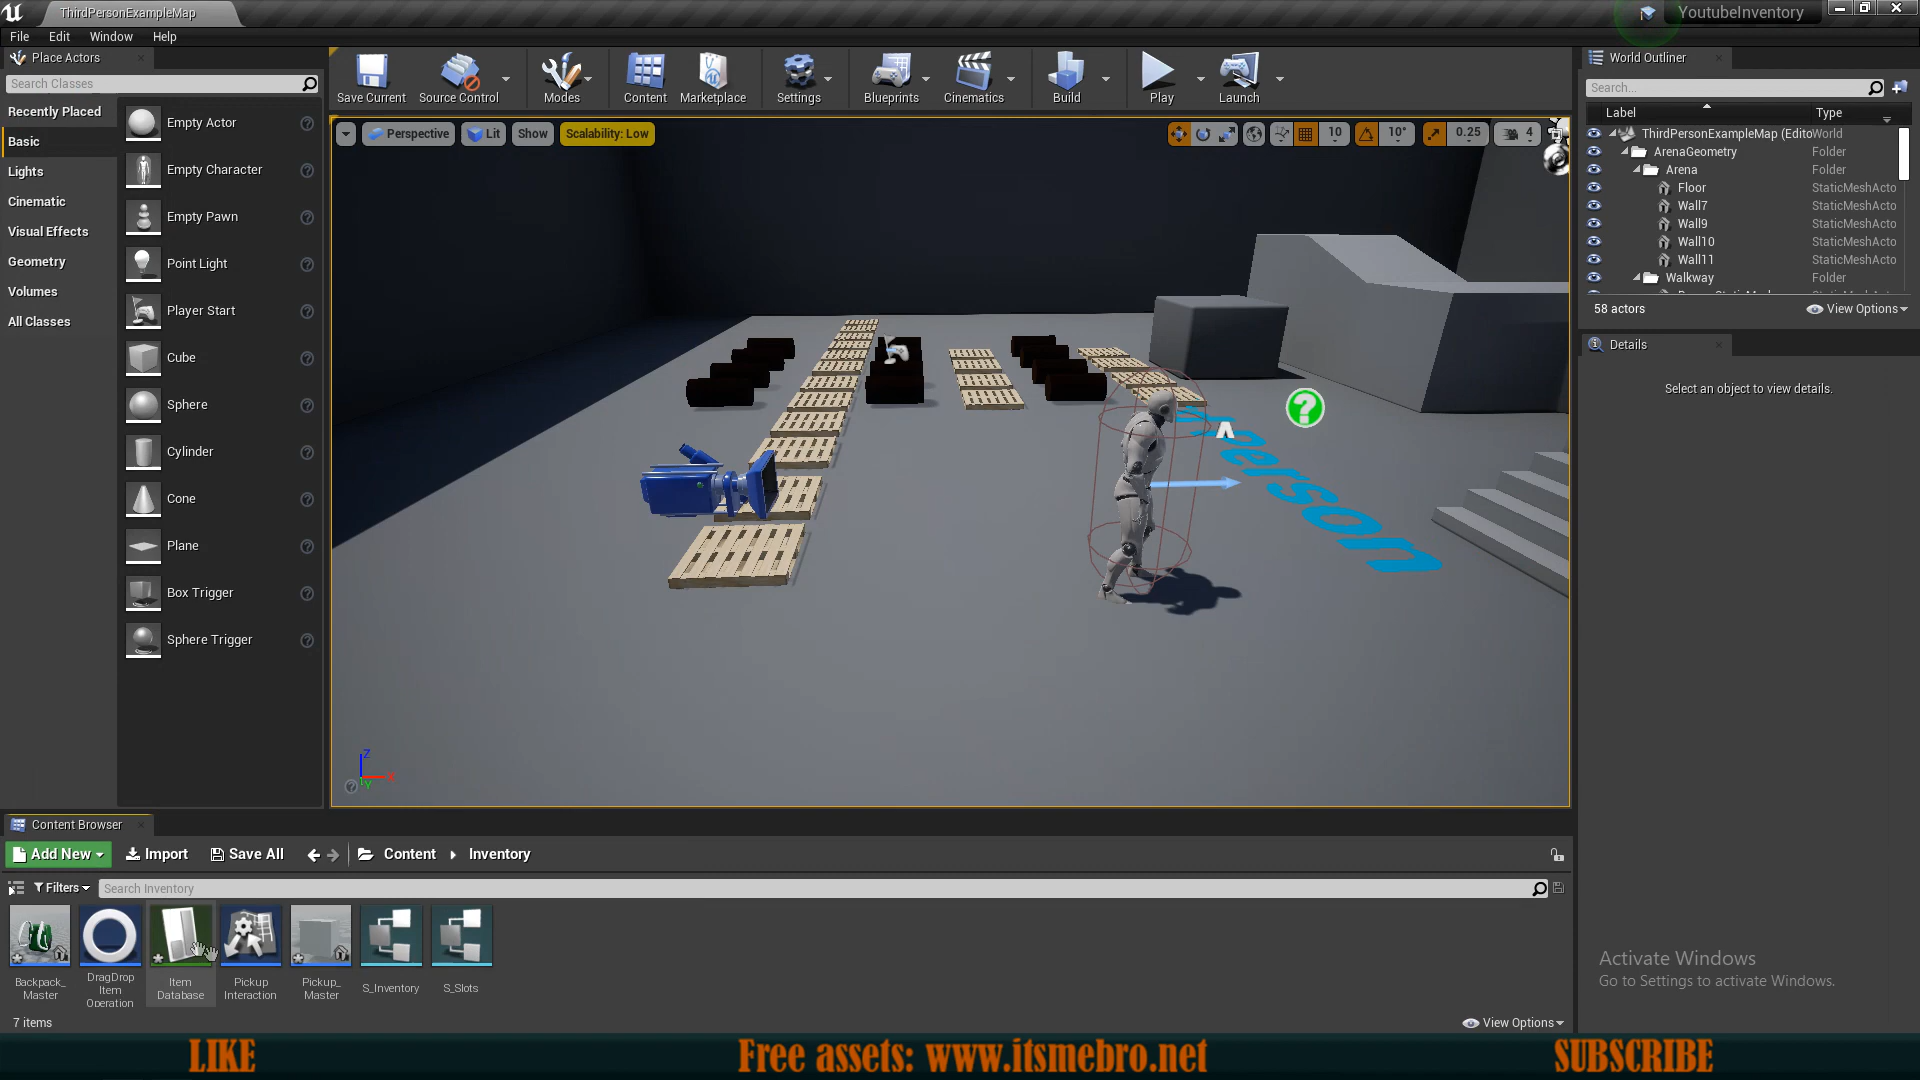 ThirdPersonExampleMap
YoutubeInventory
File Edit Window Help
Place Actors
Search Classes
Recently Placed
Basic
Lights
Cinematic
Visual Effects
Geometry
Volumes
All Classes
Empty Actor
Empty Character
Empty Pawn
Point Light
Player Start
Cube
Sphere
Cylinder
Cone
Plane
Box Trigger
Sphere Trigger
Save Current
Source Control
Modes
Content
Marketplace
Settings
Blueprints
Cinematics
Build
Play
Launch
Perspective
Lit
Show
Scalability: Low
10
10°
0.25
4
Person
Z
X
Y
World Outliner
Search...
Label Type
ThirdPersonExampleMap (Edito World
ArenaGeometry Folder
Arena Folder
Floor StaticMeshActo
Wall7 StaticMeshActo
Wall9 StaticMeshActo
Wall10 StaticMeshActo
Wall11 StaticMeshActo
Walkway Folder
58 actors
View Options
Details
Select an object to view details.
Content Browser
Add New
Import
Save All
Content
Inventory
Filters
Search Inventory
Backpack_
Master
DragDrop
Item
Operation
Item
Database
Pickup
Interaction
Pickup_
Master
S_Inventory
S_Slots
7 items
View Options
Activate Windows
Go to Settings to activate Windows.
LIKE
Free assets: www.itsmebro.net
SUBSCRIBE